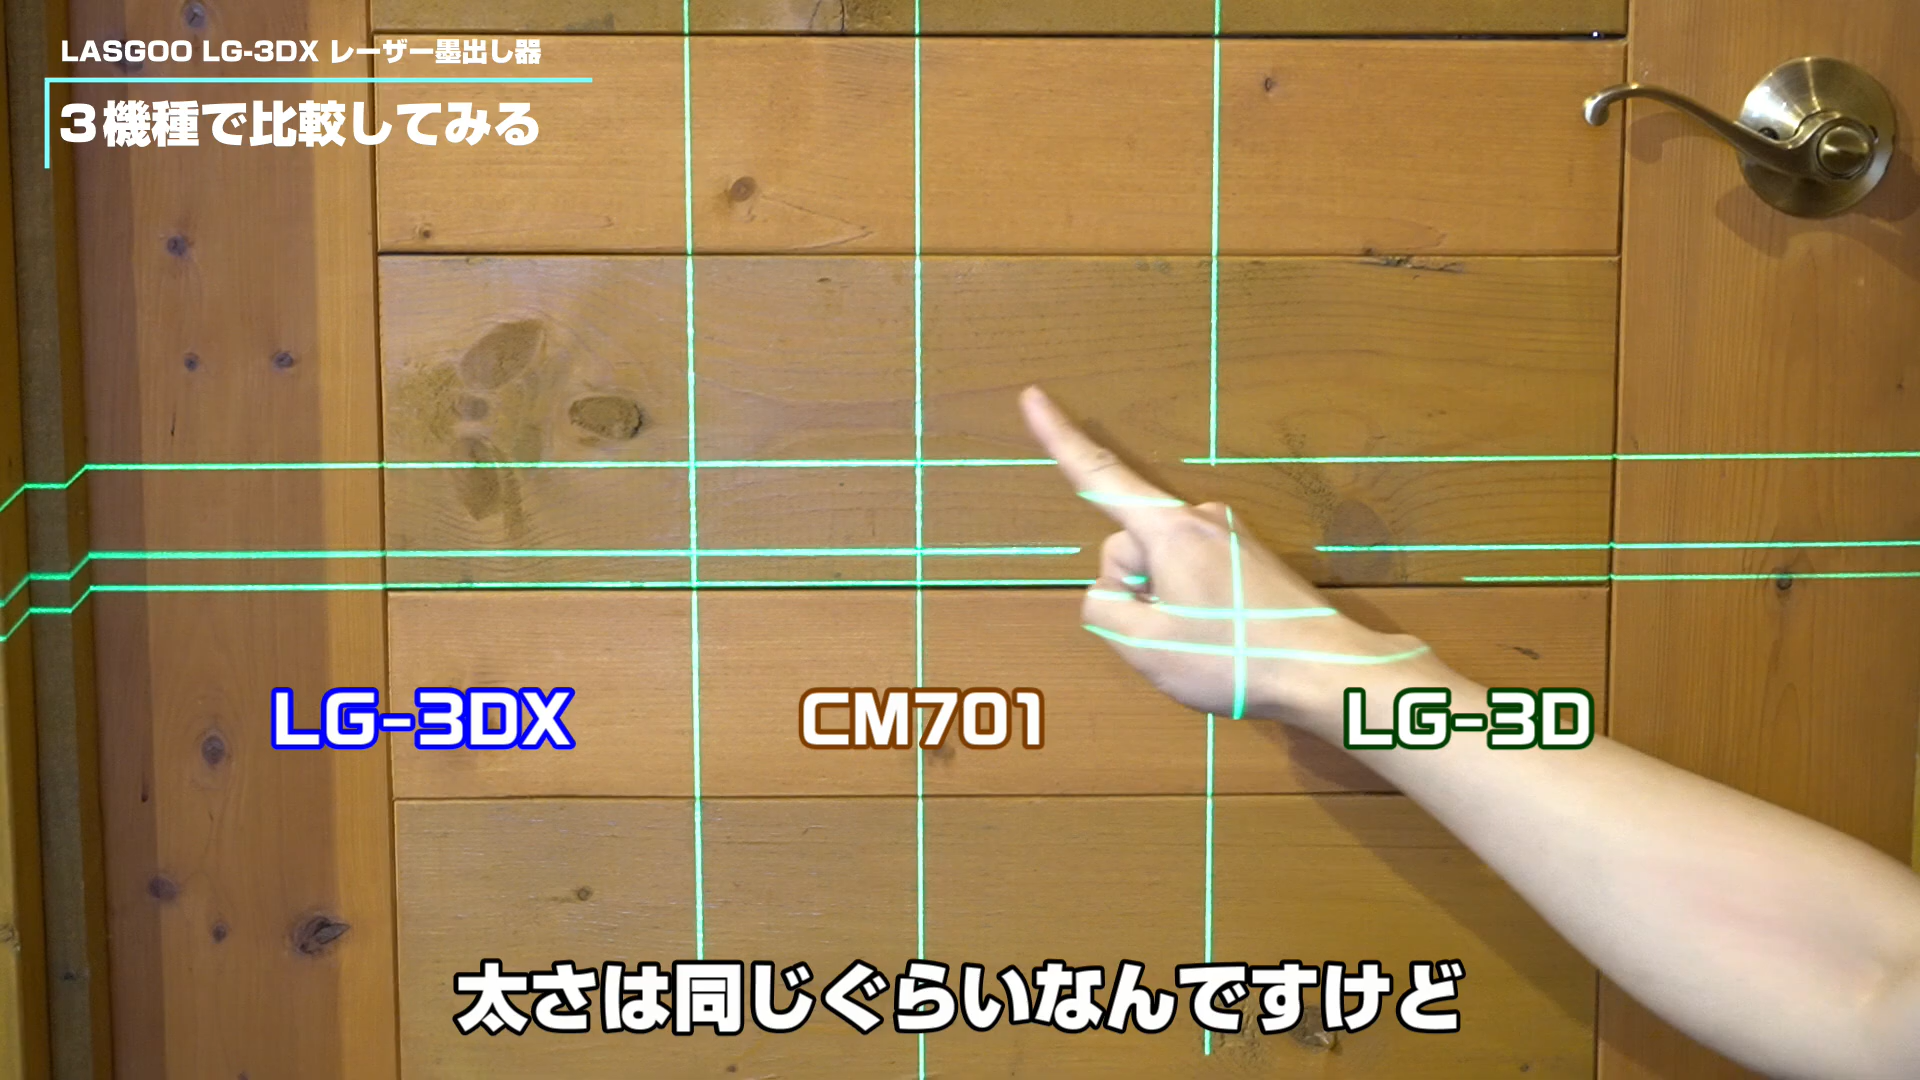 LASGOO LG-3DX レーザー墨出し器
3機種で比較してみる
LG-3DX
CM701
LG-3D
太さは同じぐらいなんですけど